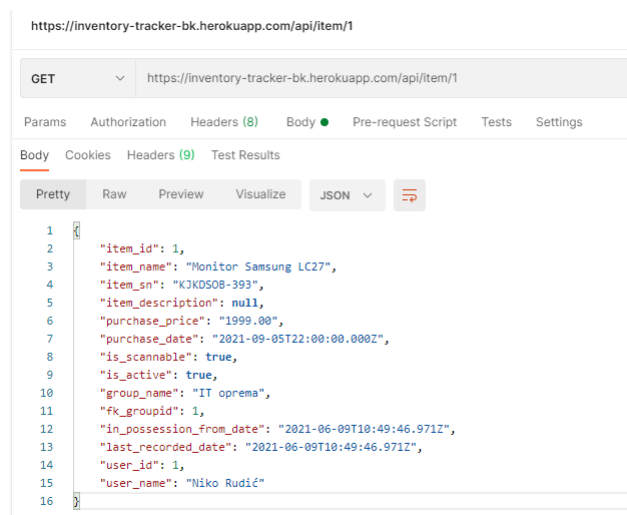 https://inventory-tracker-bk.herokuapp.com/api/item/1
GET https://inventory-tracker-bk.herokuapp.com/api/item/1
Params Authorization Headers (8) Body Pre-request Script Tests Settings
Body Cookies Headers (9) Test Results
Pretty Raw Preview Visualize JSON
1 {
2 "item_id": 1,
3 "item_name": "Monitor Samsung LC27",
4 "item_sn": "KJKDSOB-393",
5 "item_description": null,
6 "purchase_price": "1999.00",
7 "purchase_date": "2021-09-05T22:00:00.000Z",
8 "is_scannable": true,
9 "is_active": true,
10 "group_name": "IT oprema",
11 "fk_groupid": 1,
12 "in_possession_from_date": "2021-06-09T10:49:46.971Z",
13 "last_recorded_date": "2021-06-09T10:49:46.971Z",
14 "user_id": 1,
15 "user_name": "Niko Rudić"
16 }